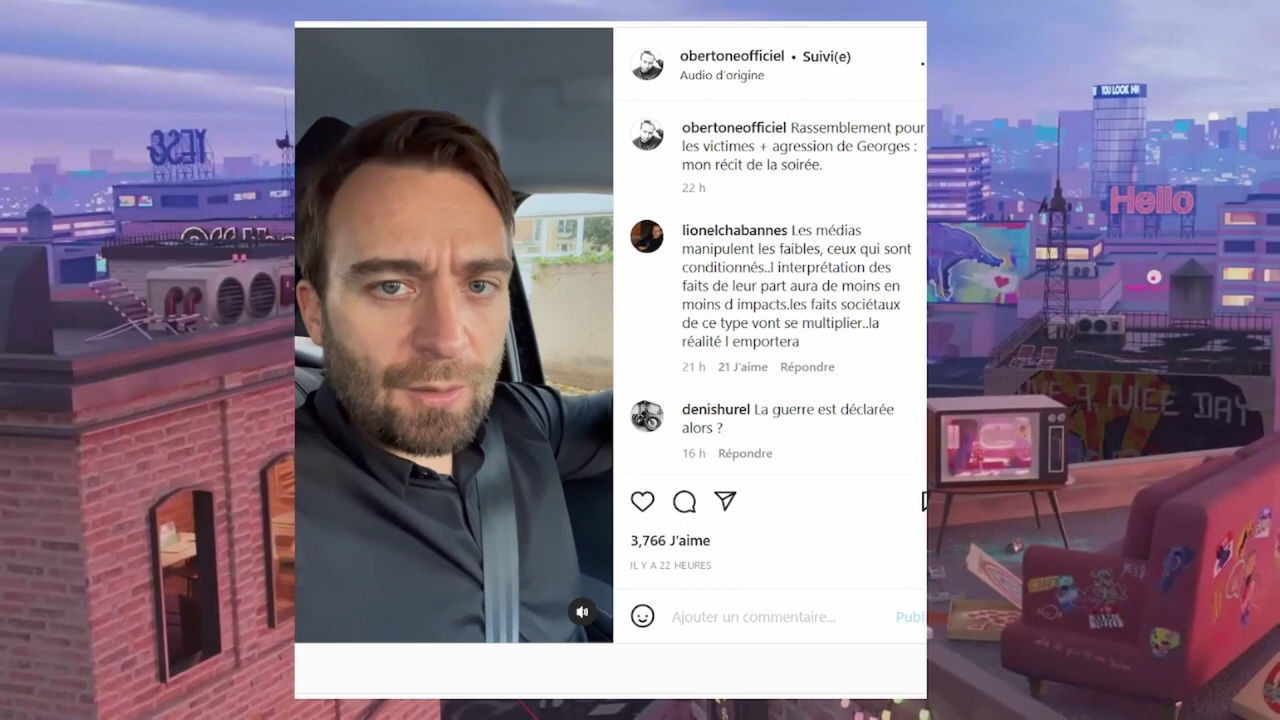 obertoneofficiel • Suivi(e)
Audio d'origine
obertoneofficiel Rassemblement pour
les victimes + agression de Georges :
mon récit de la soirée.
22 h
lionelchabannes Les médias
manipulent les faibles, ceux qui sont
conditionnés..l interprétation des
faits de leur part aura de moins en
moins d impacts.les faits sociétaux
de ce type vont se multiplier..la
réalité l emportera
21 h 21 J'aime Répondre
denishurel La guerre est déclarée
alors ?
16 h Répondre
3,766 J'aime
IL Y A 22 HEURES
Ajouter un commentaire...
Publ
YESS
YOU LOOK
Hello
A NICE DAY